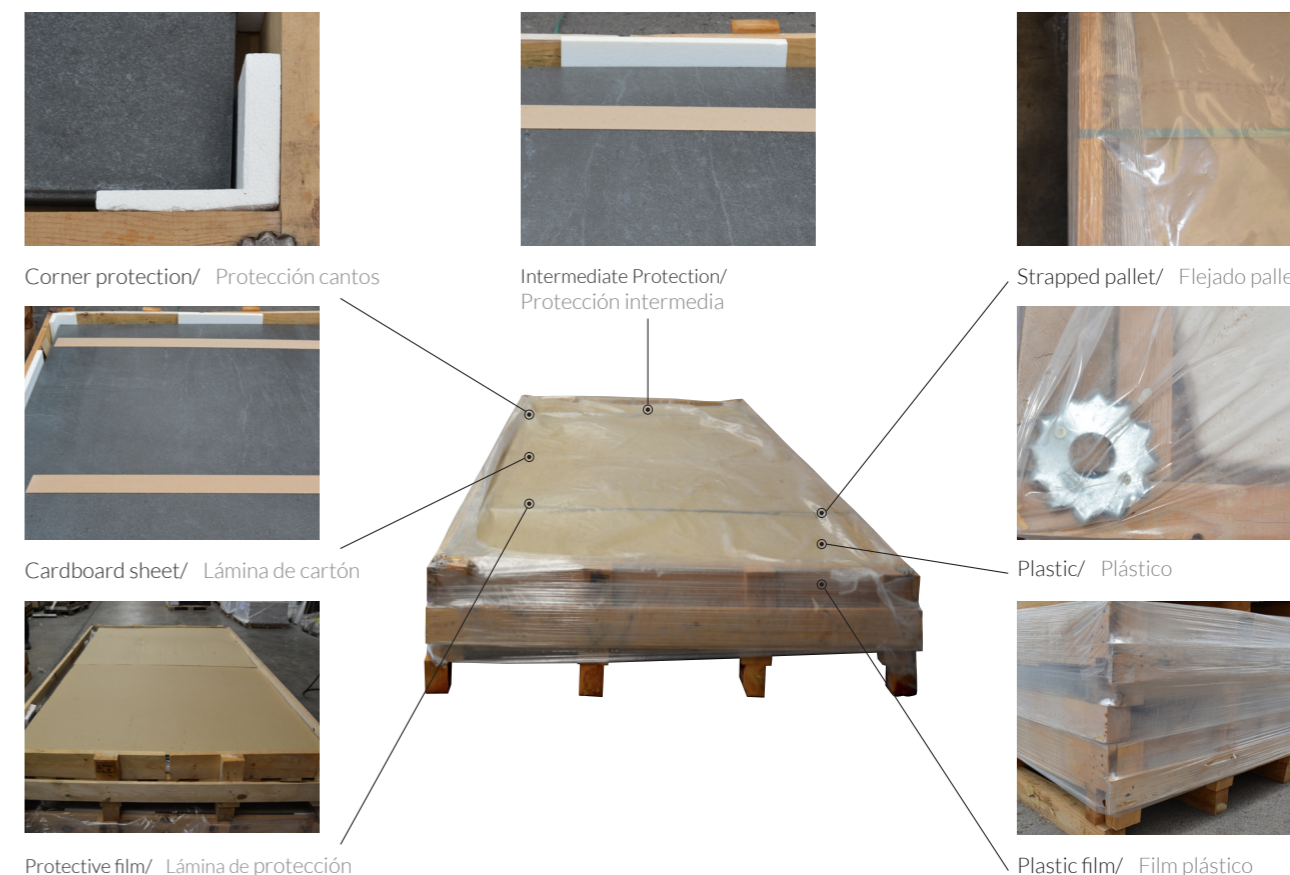 Corner protection/ Protección cantos
Intermediate Protection/
Protección intermedia
Strapped pallet/ Flejado
Cardboard sheet/ Lámina de cartón
Plastic/ Plástico
Protective film/ Lámina de protección
Plastic film/ Film plástico